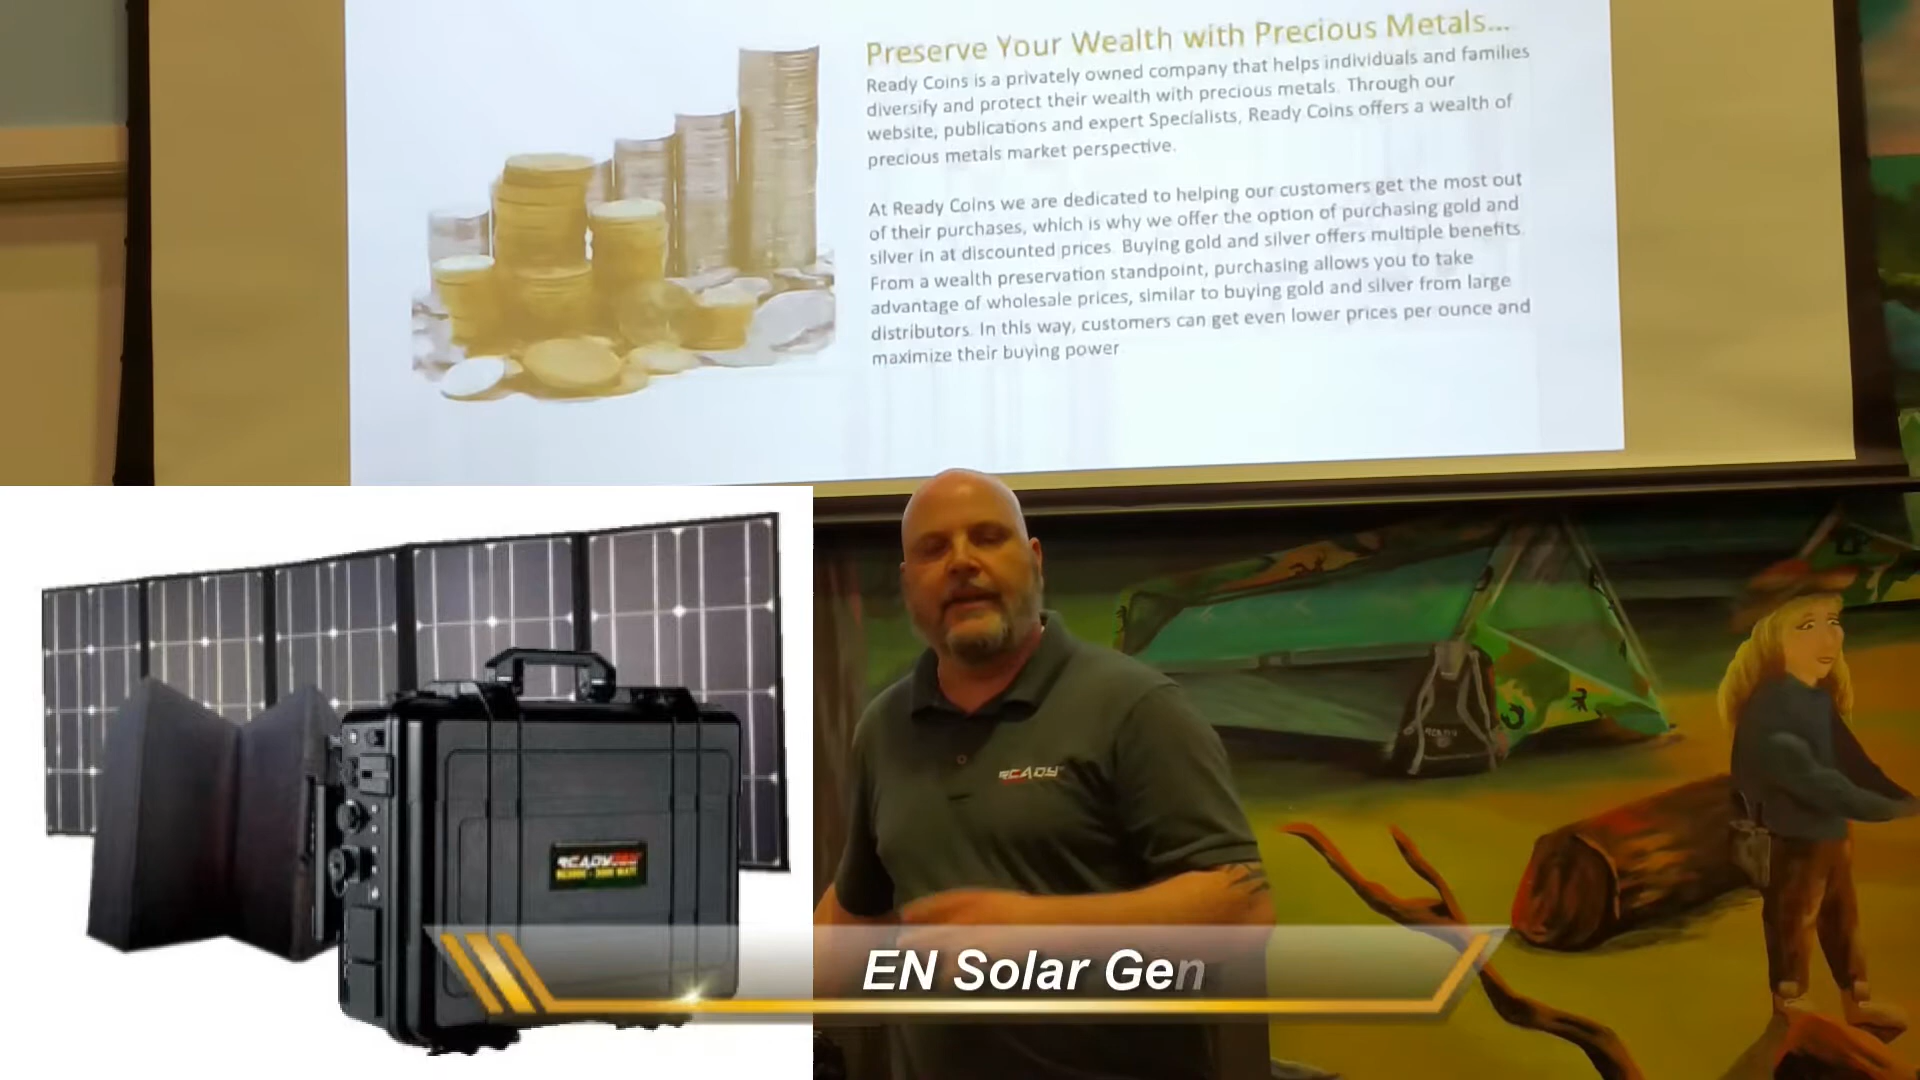 Preserve Your Wealth with Precious Metals...
Ready Coins is a privately owned company that helps individuals and families
diversify and protect their wealth with precious metals. Through our
website, publications and expert Specialists, Ready Coins offers a wealth of
precious metals market perspective.
At Ready Coins we are dedicated to helping our customers get the most out
of their purchases, which is why we offer the option of purchasing gold and
silver in at discounted prices. Buying gold and silver offers multiple benefits.
From a wealth preservation standpoint, purchasing allows you to take
advantage of wholesale prices, similar to buying gold and silver from large
distributors. In this way, customers can get even lower prices per ounce and
maximize their buying power
READY
EN Solar Gen